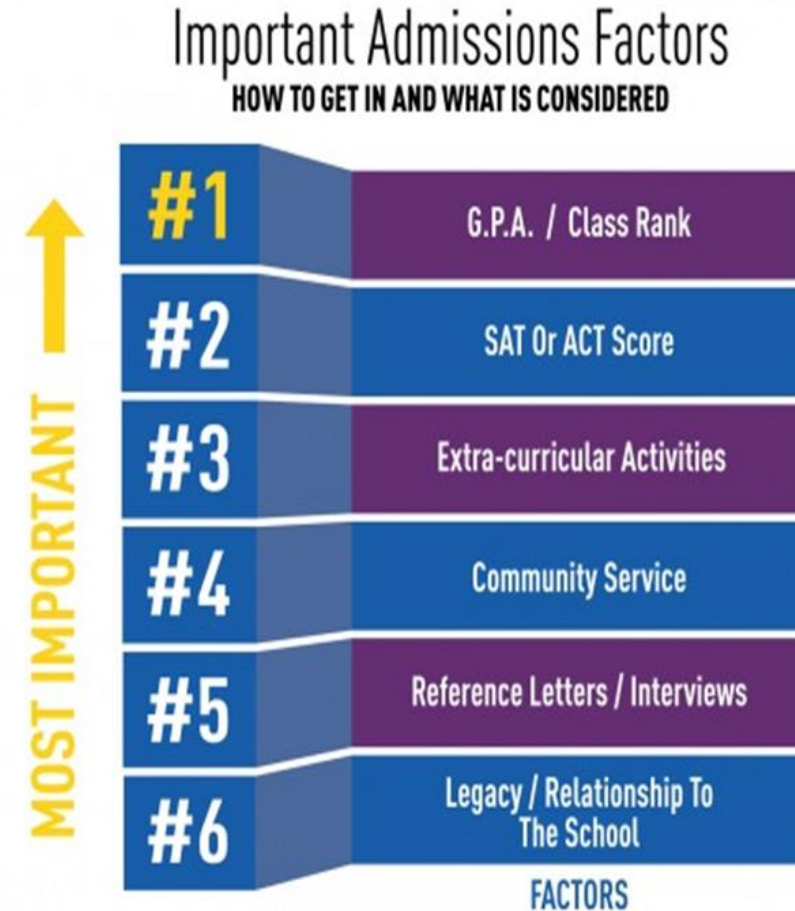 Important Admissions Factors
HOW TO GET IN AND WHAT IS CONSIDERED
#1
G.P.A. / Class Rank
#2
SAT Or ACT Score
#3
Extra-curricular Activities
#4
Community Service
#5
Reference Letters / Interviews
#6
Legacy / Relationship To
The School
MOST IMPORTANT
FACTORS